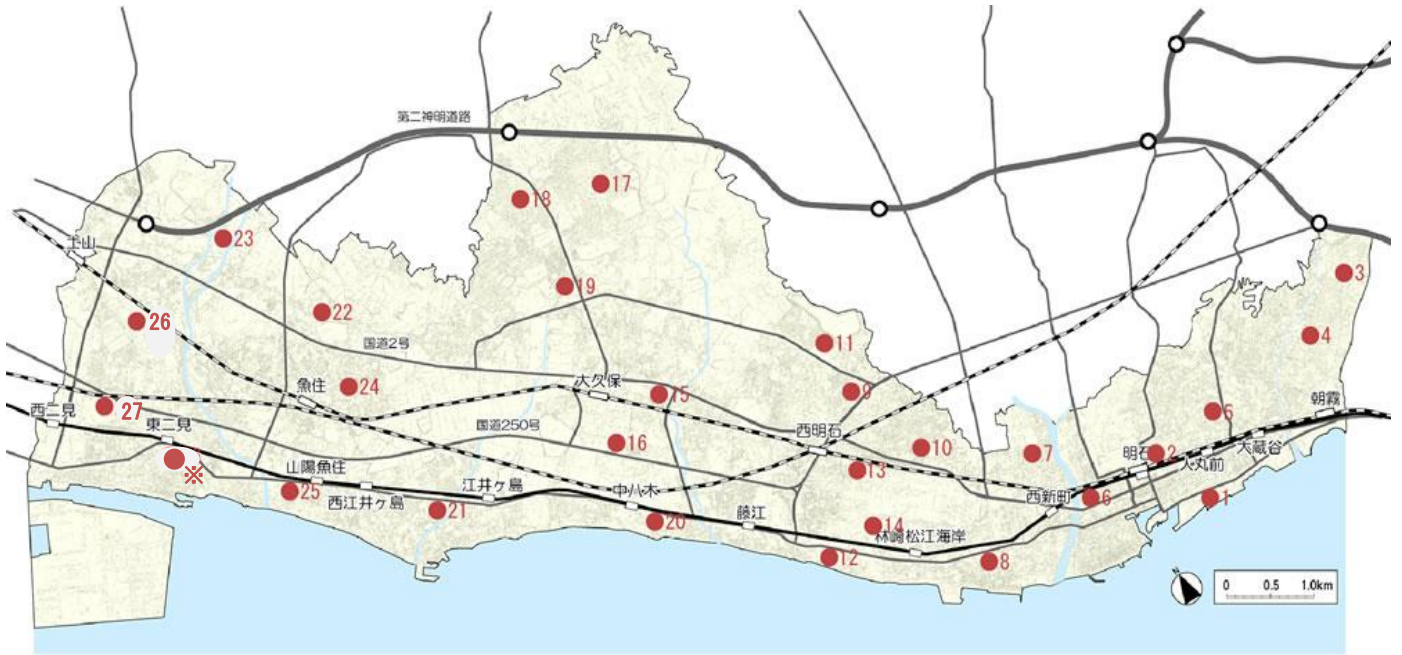 第二神明道路
17
18
23
土山
3
19
22
26
4
国道2号
11
大久保
24
魚住
15
9
朝霧
西二見
27
5
東二見
国道250号
16
西明石
10
7
明石
2
人丸前
大蔵谷
※
山陽魚住
13
25
西江井ヶ島
江井ヶ島
中八木
西新町
6
1
21
20
藤江
14
林崎松江海岸
12
8
N
0 0.5 1.0km